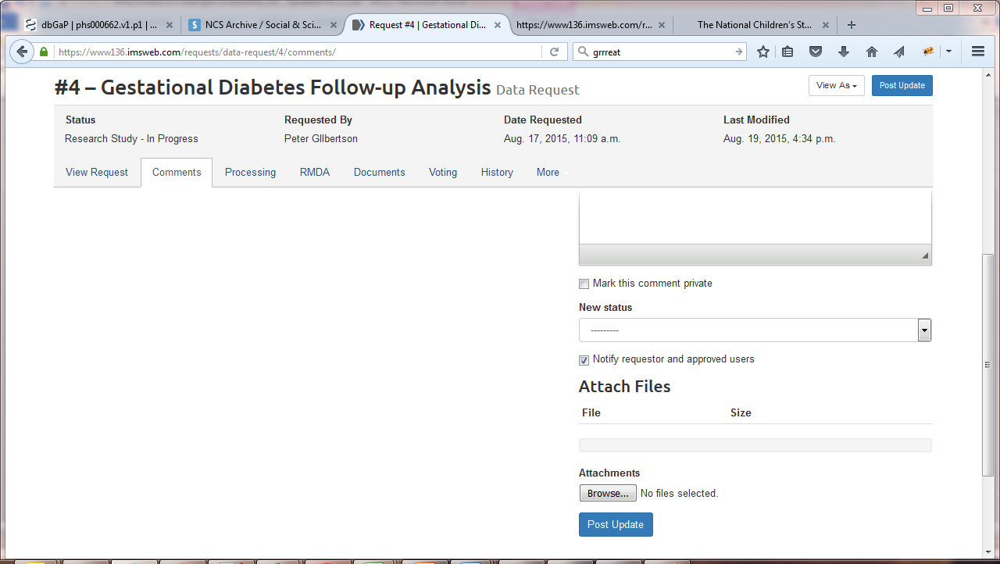 dbGaP | phs000662.v1.p1 | ...
NCS Archive / Social & Sci...
Request #4 | Gestational Di...
https://www136.imsweb.com/r...
The National Children's St...
https://www136.imsweb.com/requests/data-request/4/comments/
grrreat
#4 – Gestational Diabetes Follow-up Analysis Data Request
View As
Post Update
Status
Requested By
Date Requested
Last Modified
Research Study - In Progress
Peter GIlbertson
Aug. 17, 2015, 11:09 a.m.
Aug. 19, 2015, 4:34 p.m.
View Request
Comments
Processing
RMDA
Documents
Voting
History
More
Mark this comment private
New status
---------
Notify requestor and approved users
Attach Files
File
Size
Attachments
Browse...
No files selected.
Post Update